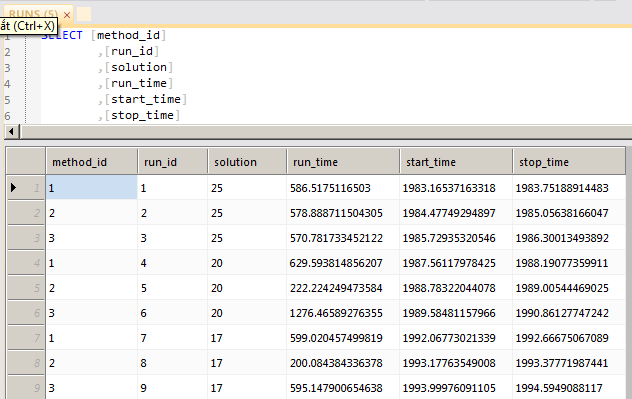 RUNS (5) ×
ắt (Ctrl+X)
1 SELECT [method_id]
2 ,[run_id]
3 ,[solution]
4 ,[run_time]
5 ,[start_time]
6 ,[stop_time]
method_id run_id solution run_time start_time stop_time
1 1 1 25 586.5175116503 1983.16537163318 1983.75188914483
2 2 2 25 578.888711504305 1984.47749294897 1985.05638166047
3 3 3 25 570.781733452122 1985.72935320546 1986.30013493892
4 1 4 20 629.593814856207 1987.56117978425 1988.19077359911
5 2 5 20 222.224249473584 1988.78322044078 1989.00544469025
6 3 6 20 1276.46589276355 1989.58481157966 1990.86127747242
7 1 7 17 599.020457499819 1992.06773021339 1992.66675067089
8 2 8 17 200.084384336378 1993.17763549008 1993.37771987441
9 3 9 17 595.147900654638 1993.99976091105 1994.5949088117